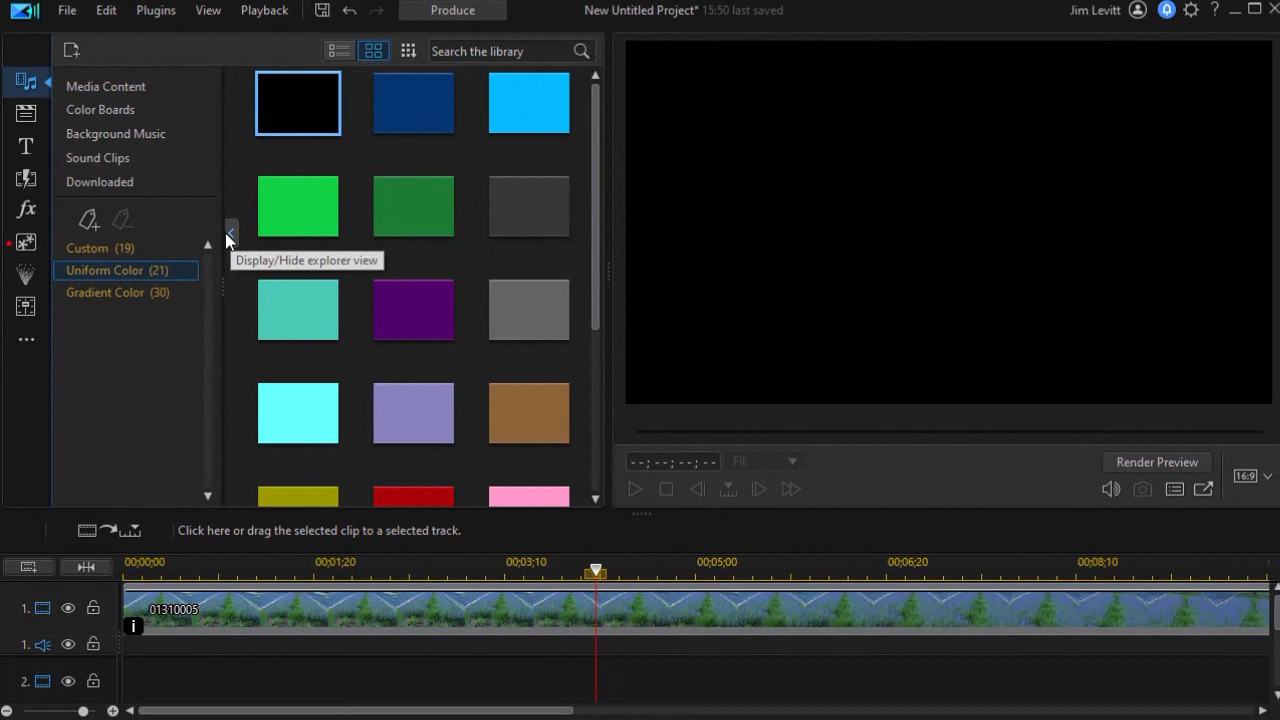 File Edit Plugins View Playback Produce New Untitled Project* 15:50 last saved Jim Levitt ?
Search the library
Media Content
Color Boards
Background Music
Sound Clips
Downloaded
T
fx
Custom (19)
Uniform Color (21)
Gradient Color (30)
Display/Hide explorer view
--;--;--;-- Fit Render Preview
16:9
Click here or drag the selected clip to a selected track.
00;00;00 00;01;20 00;03;10 00;05;00 00;06;20 00;08;10
1. 01310005
i
1.
2.